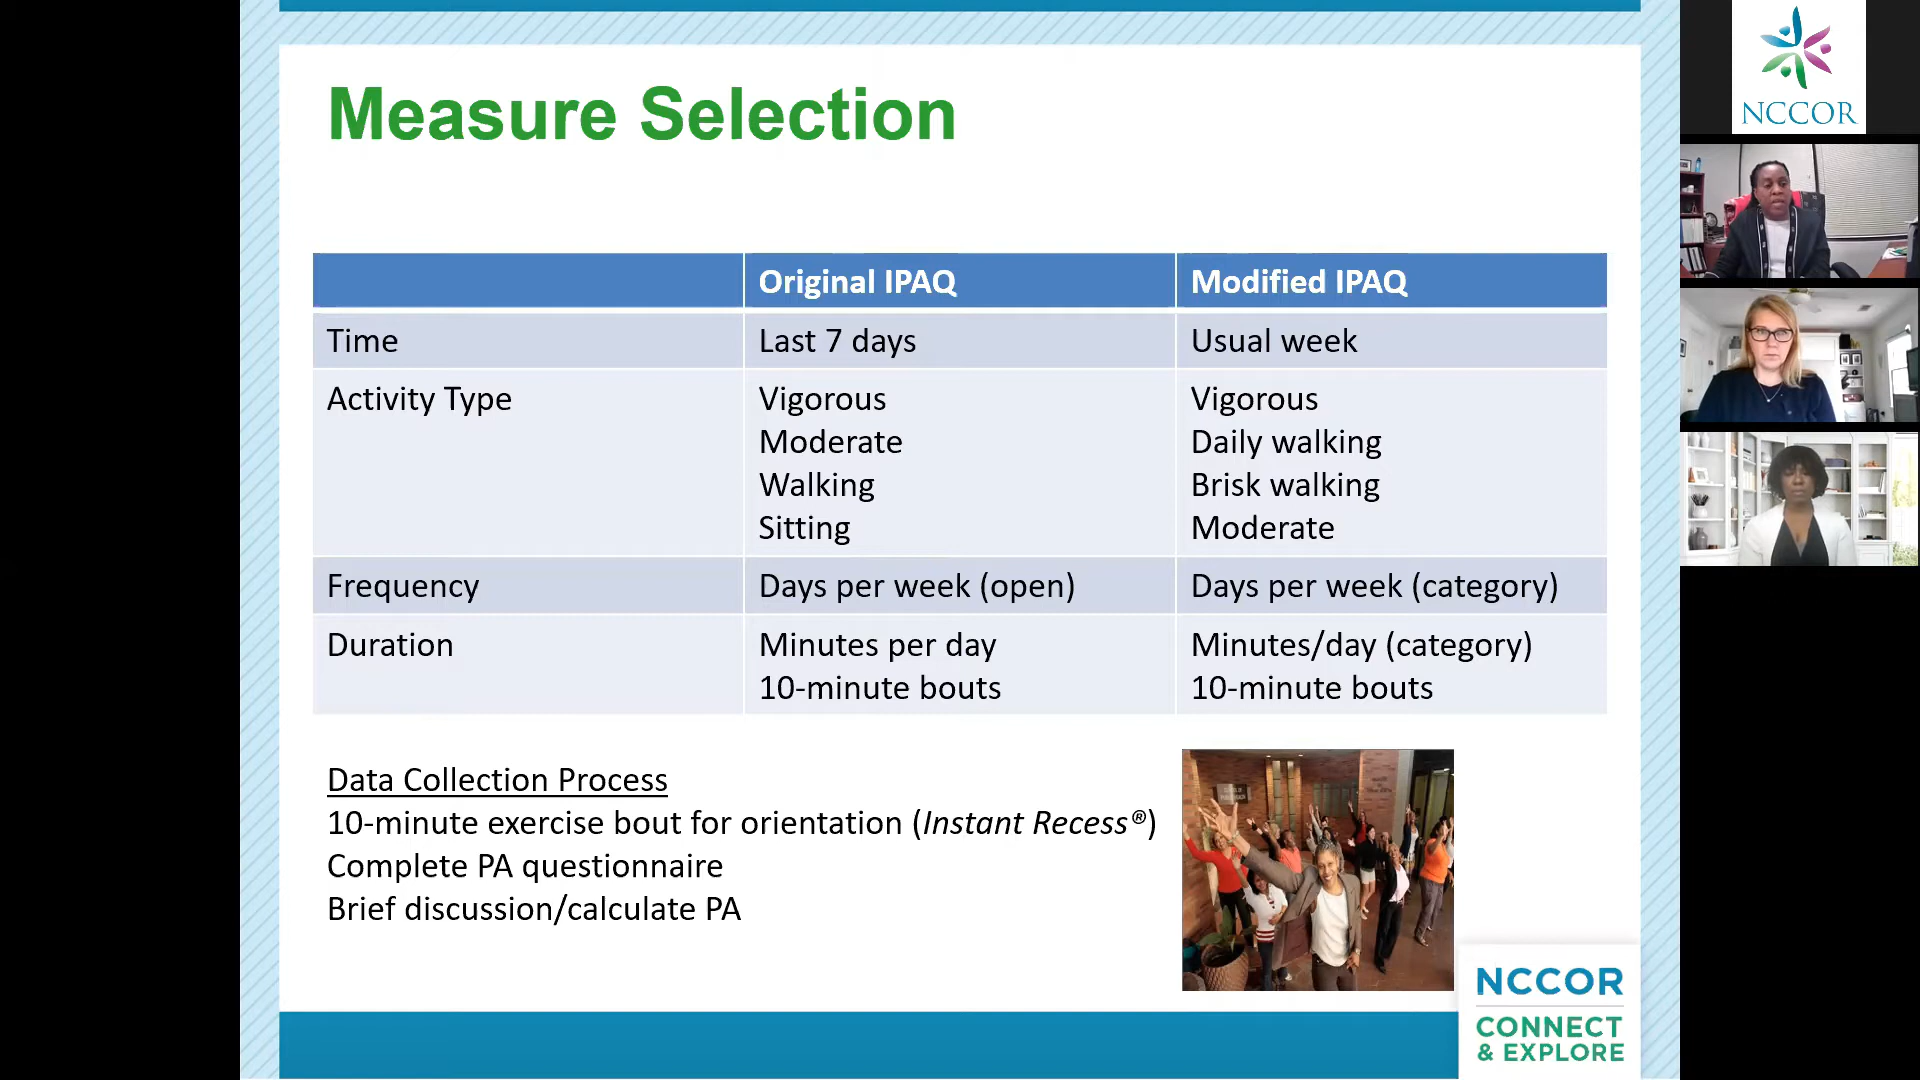 Measure Selection
Original IPAQ
Modified IPAQ
Time
Last 7 days
Usual week
Activity Type
Vigorous
Moderate
Walking
Sitting
Vigorous
Daily walking
Brisk walking
Moderate
Frequency
Days per week (open)
Days per week (category)
Duration
Minutes per day
10-minute bouts
Minutes/day (category)
10-minute bouts
Data Collection Process
10-minute exercise bout for orientation (Instant Recess®)
Complete PA questionnaire
Brief discussion/calculate PA
NCCOR
CONNECT
& EXPLORE
NCCOR